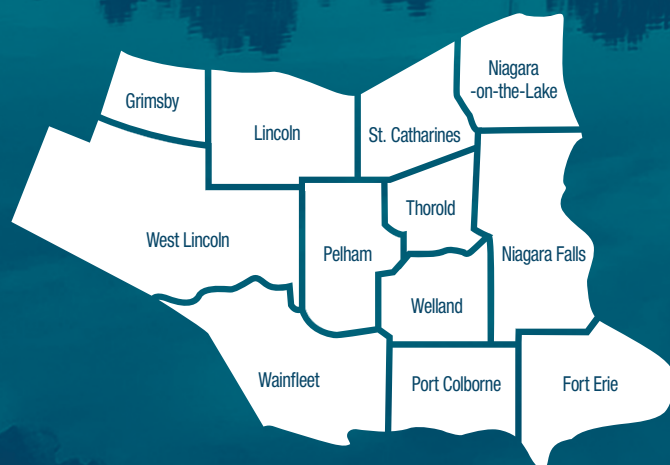 Niagara
-on-the-Lake
Grimsby
Lincoln
St. Catharines
Thorold
West Lincoln
Pelham
Niagara Falls
Welland
Wainfleet
Port Colborne
Fort Erie